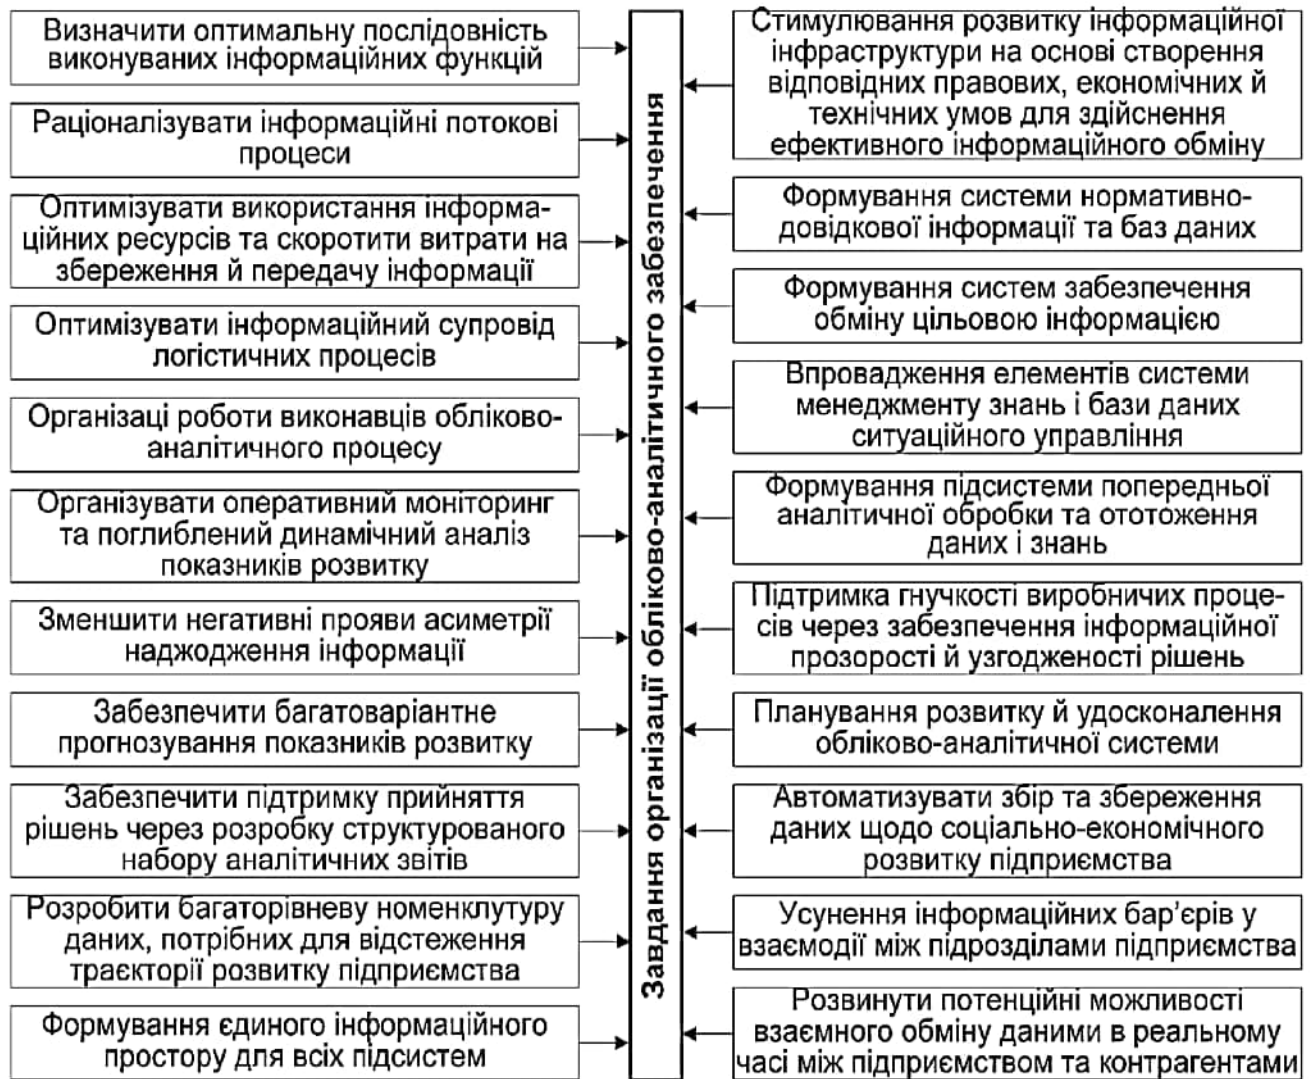 Визначити оптимальну послідовність
виконуваних інформаційних функцій
Раціоналізувати інформаційні потокові
процеси
Оптимізувати використання інформа-
ційних ресурсів та скоротити витрати на
збереження й передачу інформації
Оптимізувати інформаційний супровід
логістичних процесів
Організаці роботи виконавців обліково-
аналітичного процесу
Організувати оперативний моніторинг
та поглиблений динамічний аналіз
показників розвитку
Зменшити негативні прояви асиметрії
наджодження інформації
Забезпечити багатоваріантне
прогнозування показників розвитку
Забезпечити підтримку прийняття
рішень через розробку структурованого
набору аналітичних звітів
Розробити багаторівневу номенклутуру
даних, потрібних для відстеження
траєкторії розвитку підприємства
Формування єдиного інформаційного
простору для всіх підсистем
Завдання організації обліково-аналітичного забезпечення
Стимулювання розвитку інформаційної
інфраструктури на основі створення
відповідних правових, економічних й
технічних умов для здійснення
ефективного інформаційного обміну
Формування системи нормативно-
довідкової інформації та баз даних
Формування систем забезпечення
обміну цільовою інформацією
Впровадження елементів системи
менеджменту знань і бази даних
ситуаційного управління
Формування підсистеми попередньої
аналітичної обробки та ототоження
даних і знань
Підтримка гнучкості виробничих проце-
сів через забезпечення інформаційної
прозорості й узгодженості рішень
Планування розвитку й удосконалення
обліково-аналітичної системи
Автоматизувати збір та збереження
даних щодо соціально-економічного
розвитку підприємства
Усунення інформаційних бар’єрів у
взаємодії між підрозділами підприємства
Розвинути потенційні можливості
взаємного обміну даними в реальному
часі між підприємством та контрагентами